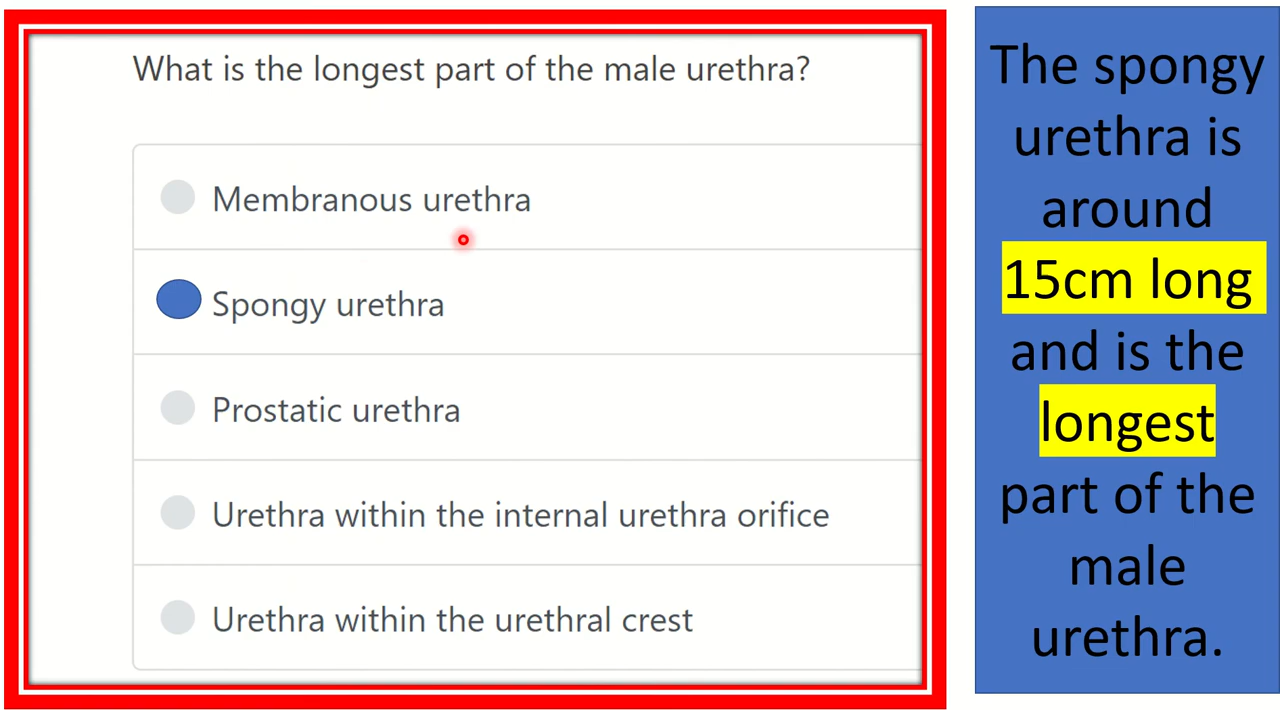 What is the longest part of the male urethra?
Membranous urethra
Spongy urethra
Prostatic urethra
Urethra within the internal urethra orifice
Urethra within the urethral crest
The spongy
urethra is
around
15cm long
and is the
longest
part of the
male
urethra.